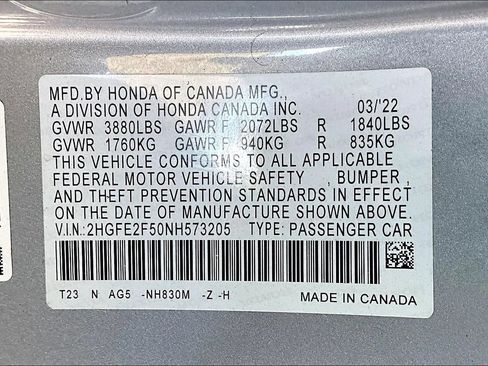 MFD.BY HONDA OF CANADA MFG.,
A DIVISION OF HONDA CANADA INC. 03/'22
GVWR 3880LBS GAWR F 2072LBS R 1840LBS
GVWR 1760KG GAWR F 940KG R 835KG
THIS VEHICLE CONFORMS TO ALL APPLICABLE
FEDERAL MOTOR VEHICLE SAFETY , BUMPER ,
AND THEFT PREVENTION STANDARDS IN EFFECT
ON THE DATE OF MANUFACTURE SHOWN ABOVE.
V.I.N.:2HGFE2F50NH573205 TYPE: PASSENGER CAR
T23 N AG5 -NH830M -Z -H MADE IN CANADA